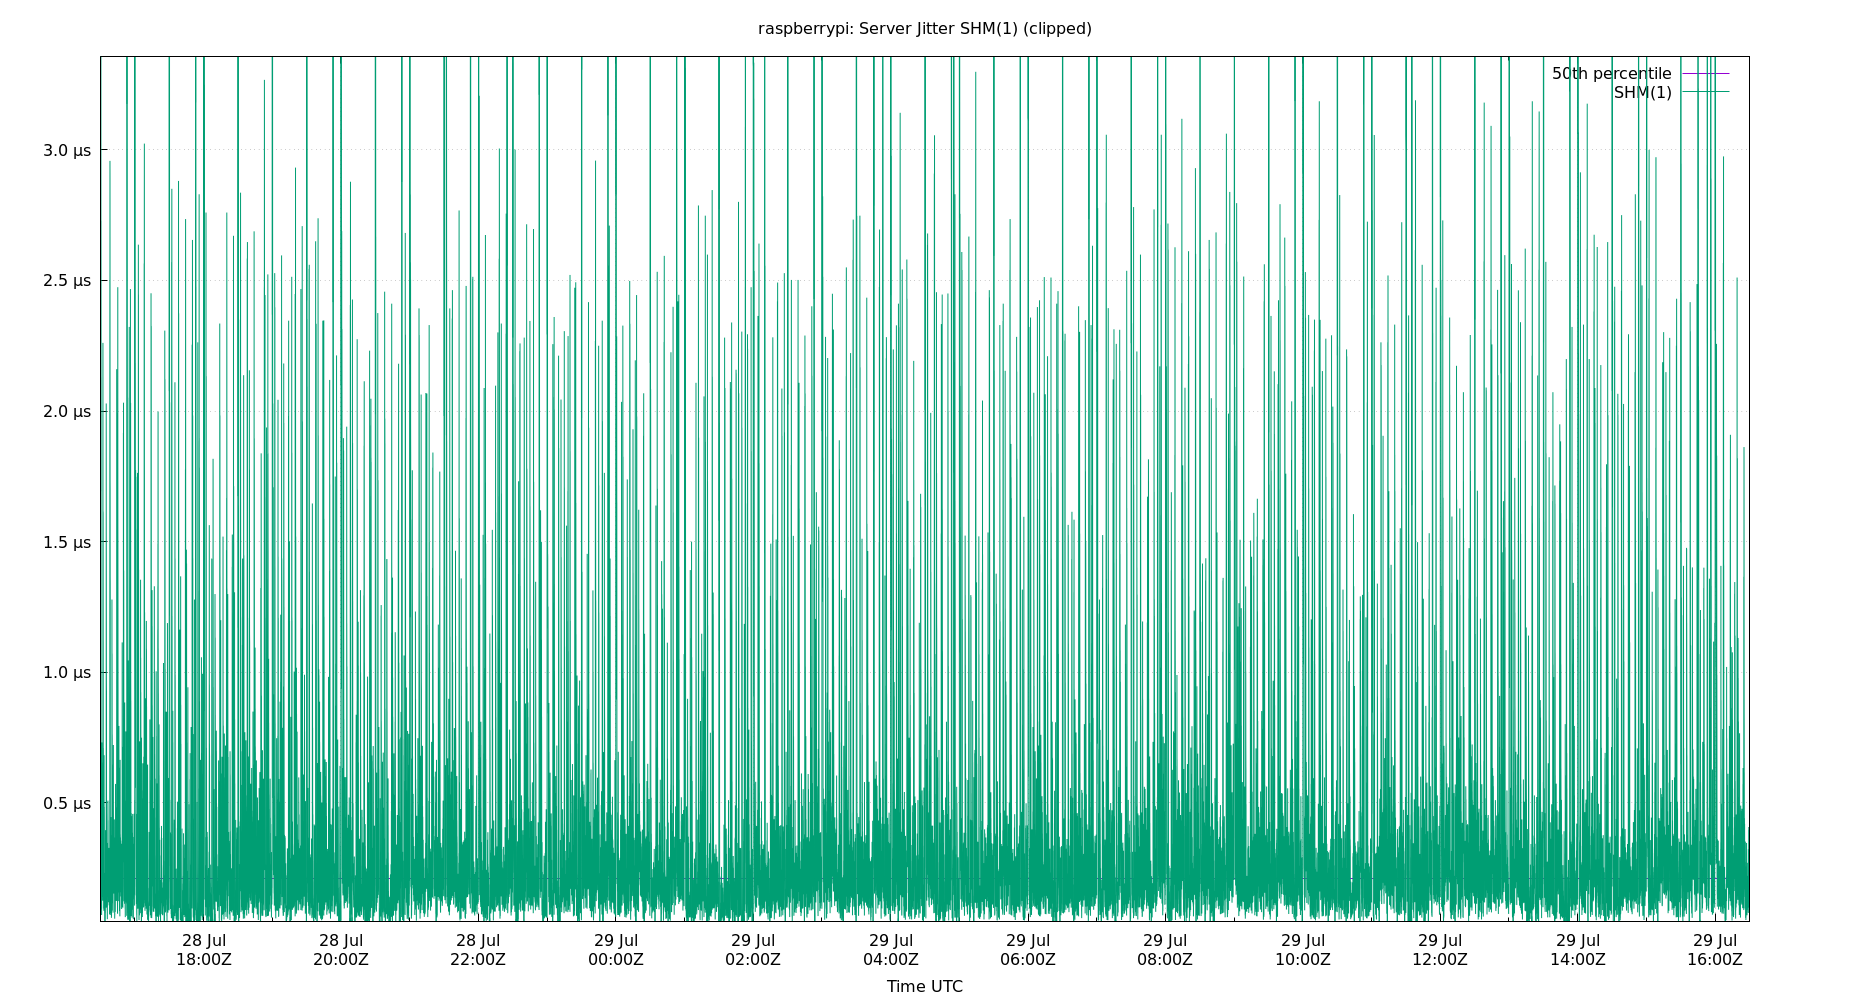 raspberrypi: Server Jitter SHM(1) (clipped)
50th percentile
SHM(1)
3.0 µs
2.5 µs
2.0 µs
1.5 µs
1.0 µs
0.5 µs
28 Jul 28 Jul 28 Jul 29 Jul 29 Jul 29 Jul 29 Jul 29 Jul 29 Jul 29 Jul 29 Jul 29 Jul
18:00Z 20:00Z 22:00Z 00:00Z 02:00Z 04:00Z 06:00Z 08:00Z 10:00Z 12:00Z 14:00Z 16:00Z
Time UTC